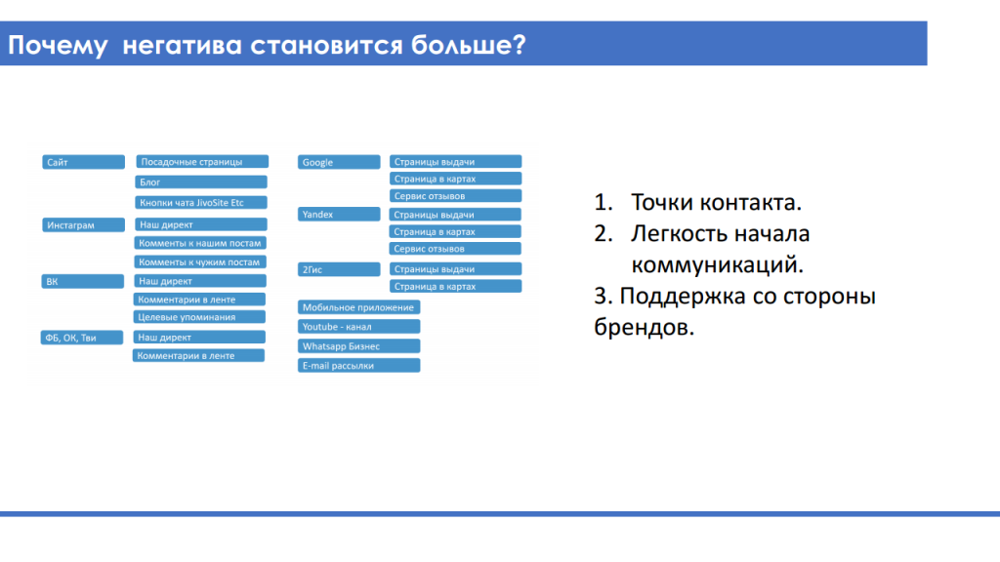 Почему негатива становится больше?
Сайт
Посадочные страницы
Блог
Кнопки чата JivoSite Etc
Инстаграм
Наш директ
Комменты к нашим постам
Комменты к чужим постам
ВК
Наш директ
Комментарии в ленте
Целевые упоминания
ФБ, ОК, Тви
Наш директ
Комментарии в ленте
Google
Страницы выдачи
Страница в картах
Сервис отзывов
Yandex
Страницы выдачи
Страница в картах
Сервис отзывов
2Гис
Страницы выдачи
Страница в картах
Мобильное приложение
Youtube - канал
Whatsapp Бизнес
E-mail рассылки
1. Точки контакта.
2. Легкость начала
коммуникаций.
3. Поддержка со стороны
брендов.